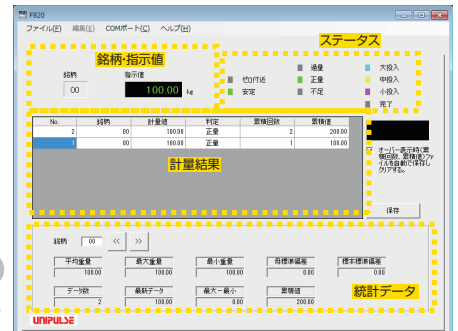 F820
ファイル(F) 編集(E) COMポート(C) ヘルプ(H)
ステータス
銘柄・指示値
銘柄 指示値
00 100.00 kg
過量 大投入
ゼロ付近 正量 中投入
安定 不足 小投入
完了
No. 銘柄 計量値 判定 累積回数 累積値
2 00 100.00 正量 2 200.00
1 00 100.00 正量 1 100.00
計量結果
オーバー表示時(累
積回数、累積値)ファ
イルを自動で保存し
クリアする。
保存
銘柄 00 << >>
平均重量 最大重量 最小重量 母標準偏差 標本標準偏差
100.00 100.00 100.00 0.00 0.00
データ数 最新データ 最大-最小 累積値
2 100.00 0.00 200.00
統計データ
UNIPULSE